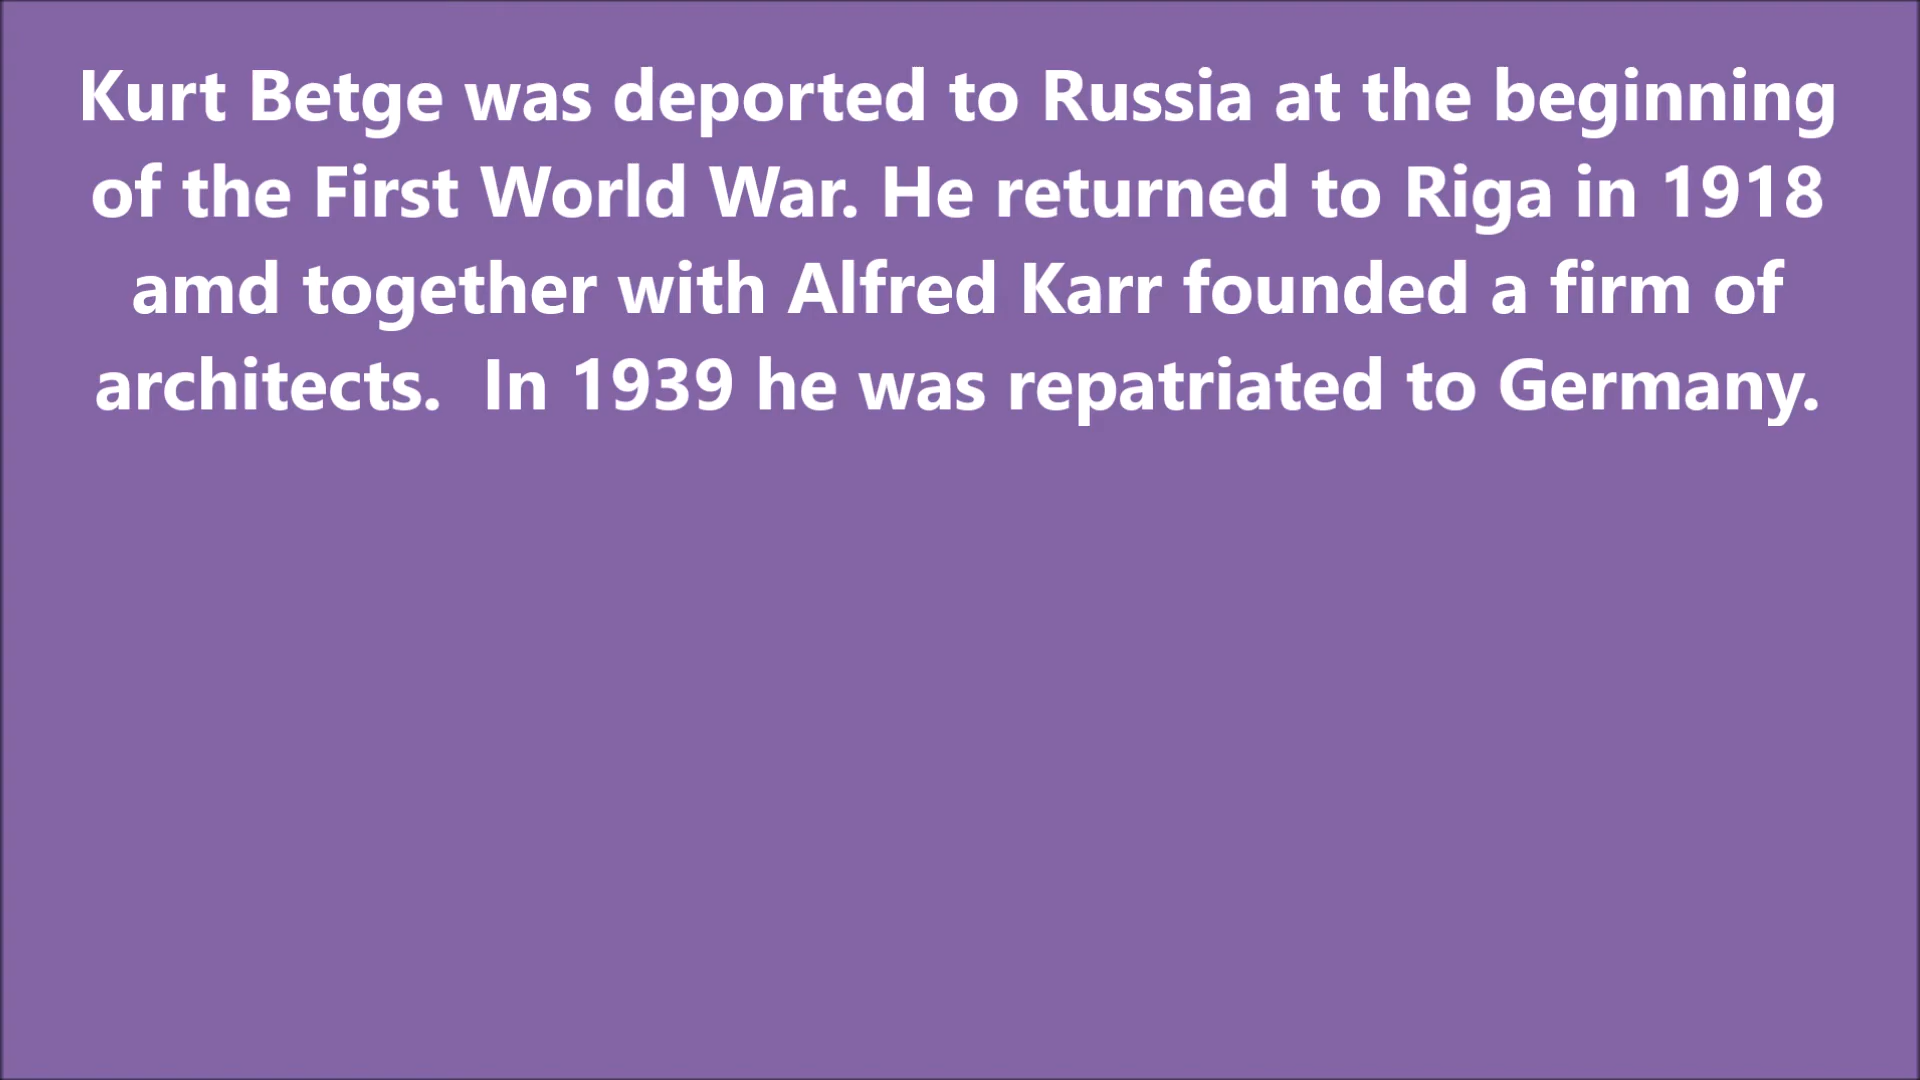 Kurt Betge was deported to Russia at the beginning
of the First World War. He returned to Riga in 1918
amd together with Alfred Karr founded a firm of
architects.  In 1939 he was repatriated to Germany.